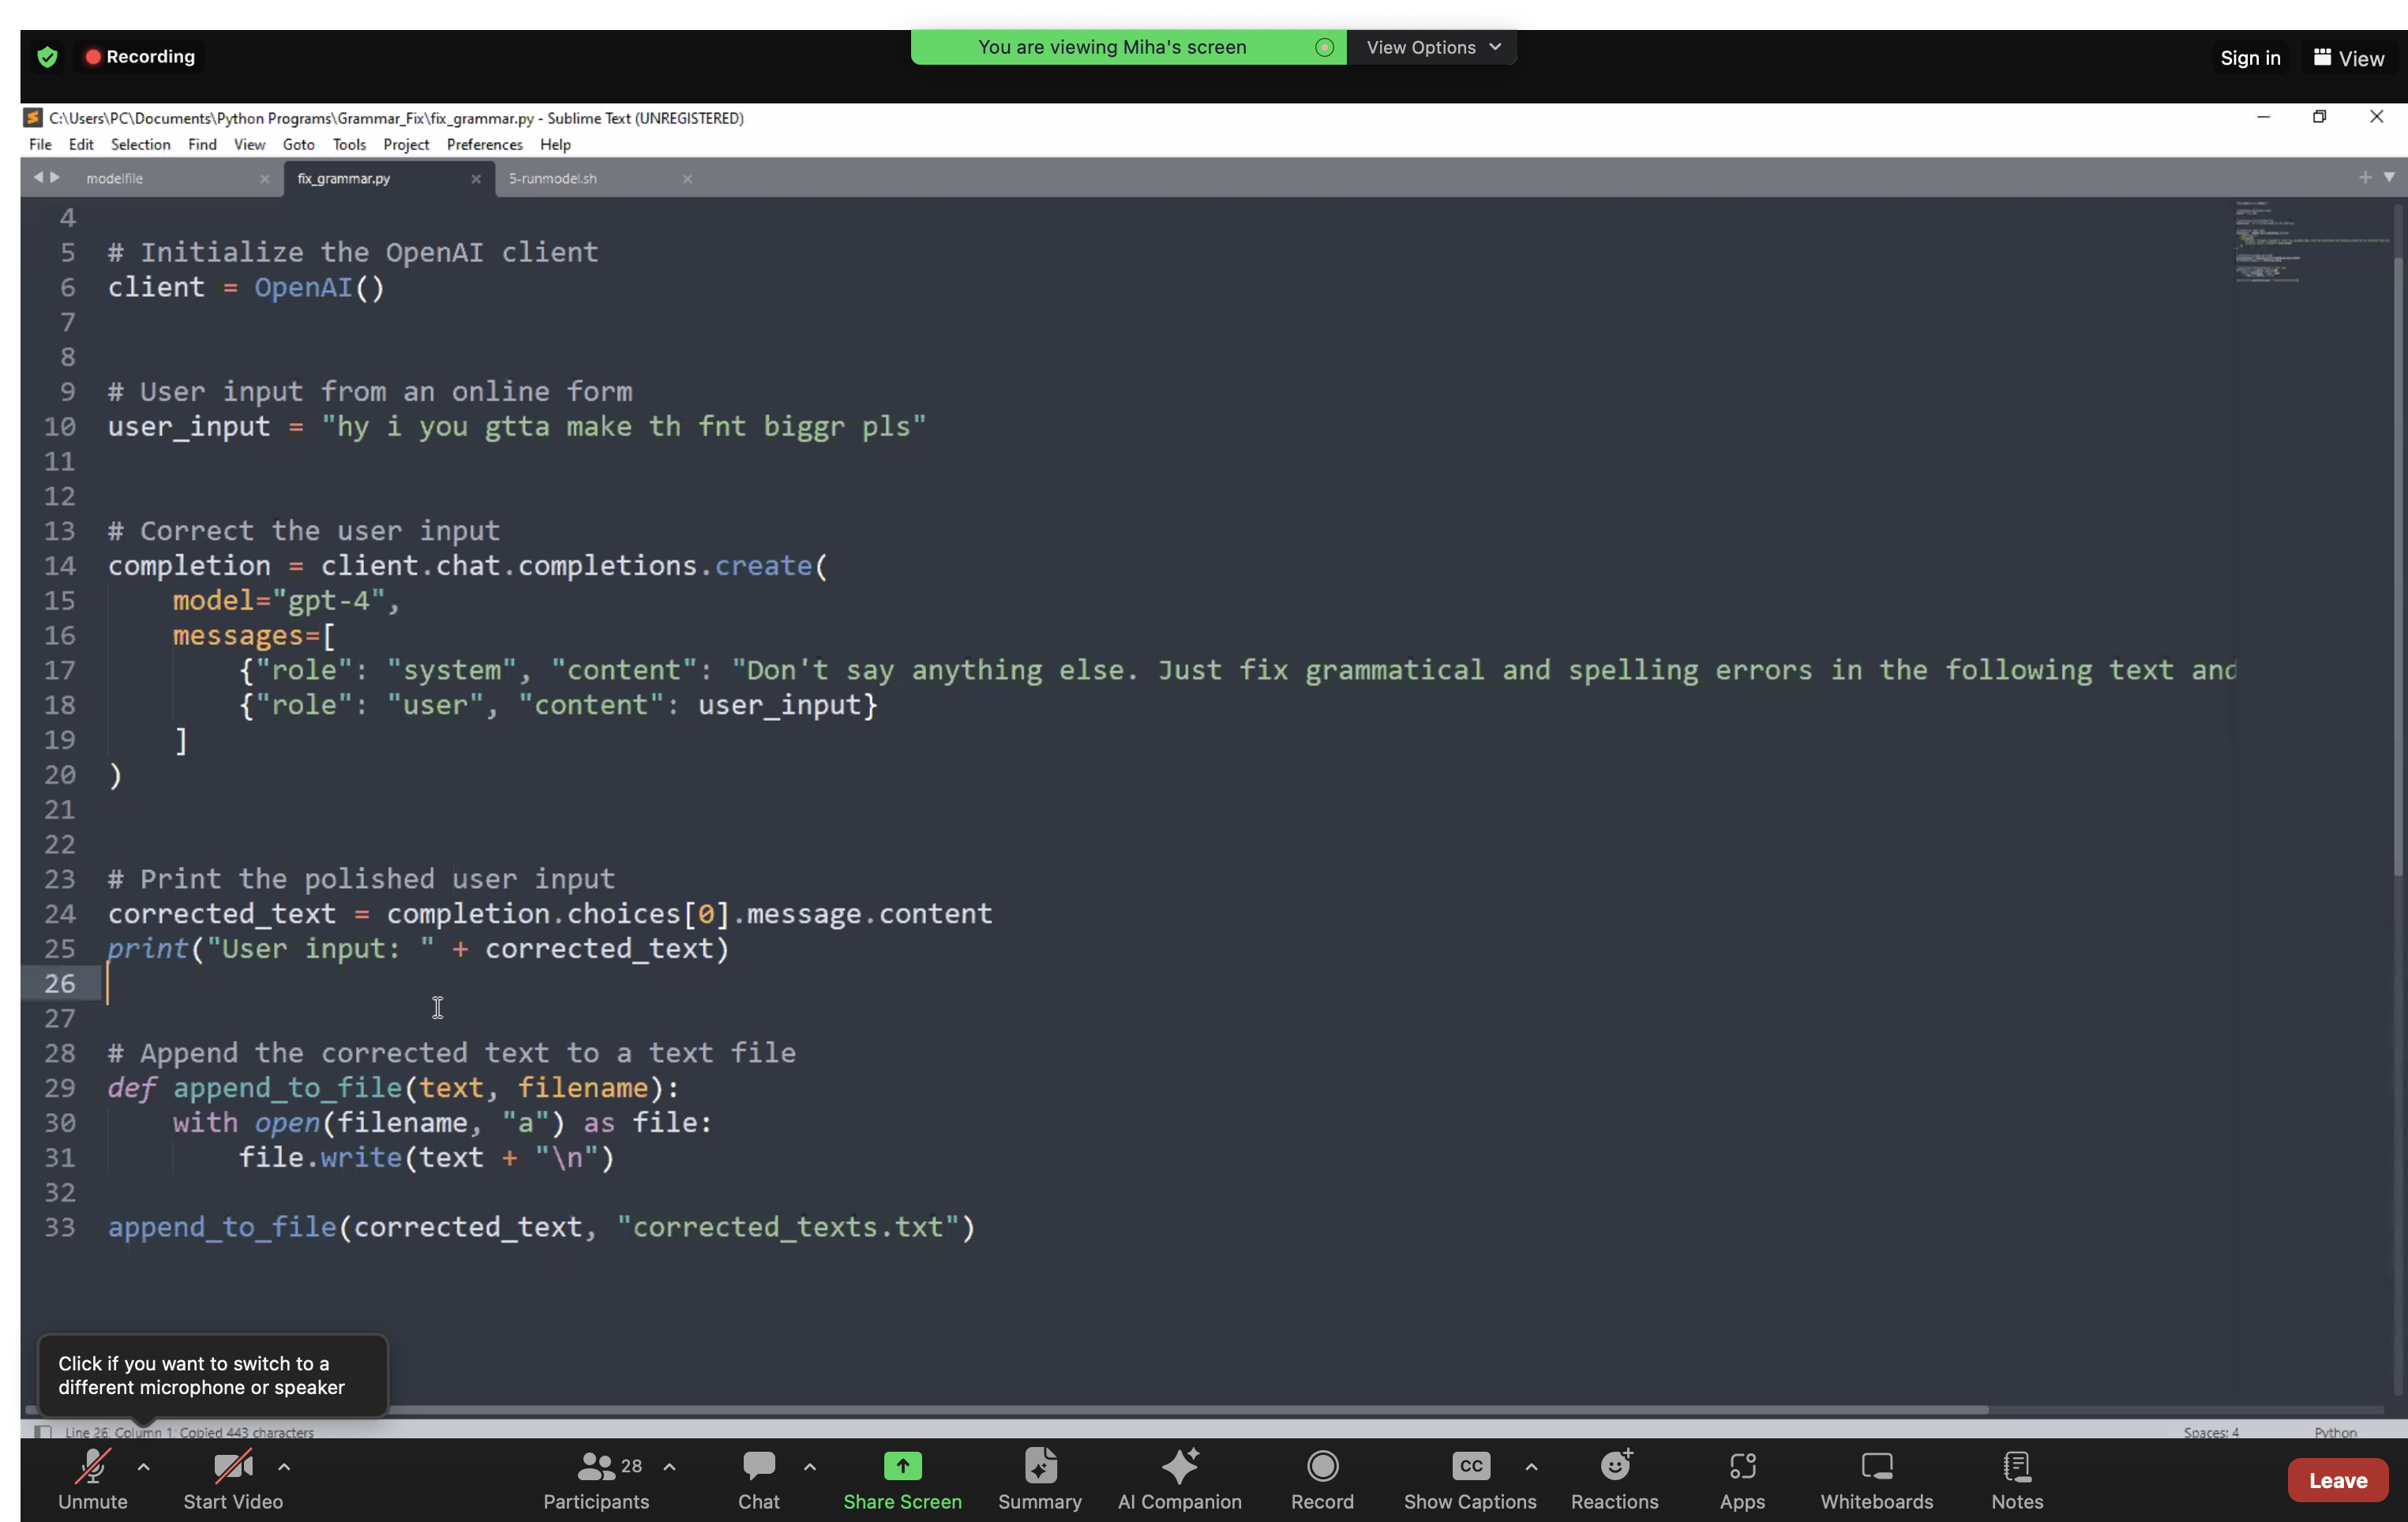 Recording
You are viewing Miha's screen
View Options
Sign in
View
C:\Users\PC\Documents\Python Programs\Grammar_Fix\fix_grammar.py - Sublime Text (UNREGISTERED)
File Edit Selection Find View Goto Tools Project Preferences Help
modelfile
fix_grammar.py
5-runmodel.sh
4
5 # Initialize the OpenAI client
6 client = OpenAI()
7
8
9 # User input from an online form
10 user_input = "hy i you gtta make th fnt biggr pls"
11
12
13 # Correct the user input
14 completion = client.chat.completions.create(
15     model="gpt-4",
16     messages=[
17         {"role": "system", "content": "Don't say anything else. Just fix grammatical and spelling errors in the following text and
18         {"role": "user", "content": user_input}
19     ]
20 )
21
22
23 # Print the polished user input
24 corrected_text = completion.choices[0].message.content
25 print("User input: " + corrected_text)
26
27
28 # Append the corrected text to a text file
29 def append_to_file(text, filename):
30     with open(filename, "a") as file:
31         file.write(text + "\n")
32
33 append_to_file(corrected_text, "corrected_texts.txt")
Click if you want to switch to a
different microphone or speaker
Line 26, Column 1; Copied 443 characters
Spaces: 4
Python
Unmute
Start Video
28
Participants
Chat
Share Screen
Summary
AI Companion
Record
CC
Show Captions
Reactions
Apps
Whiteboards
Notes
Leave